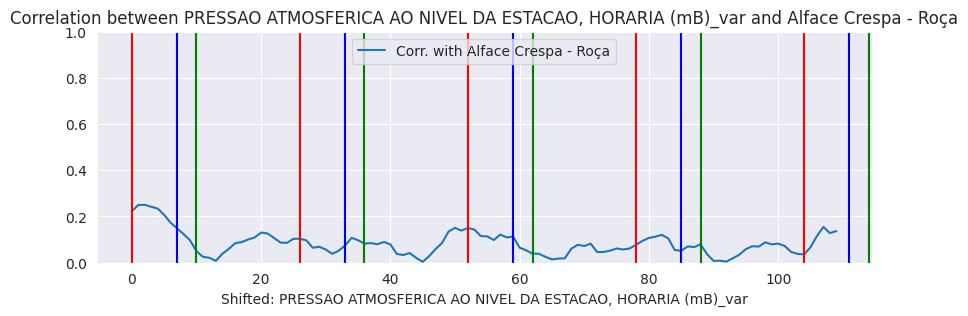 Correlation between PRESSAO ATMOSFERICA AO NIVEL DA ESTACAO, HORARIA (mB)_var and Alface Crespa - Roça
1.0
Corr. with Alface Crespa - Roça
0.8
0.6
0.4
0.2
0.0
0 20 40 60 80 100
Shifted: PRESSAO ATMOSFERICA AO NIVEL DA ESTACAO, HORARIA (mB)_var